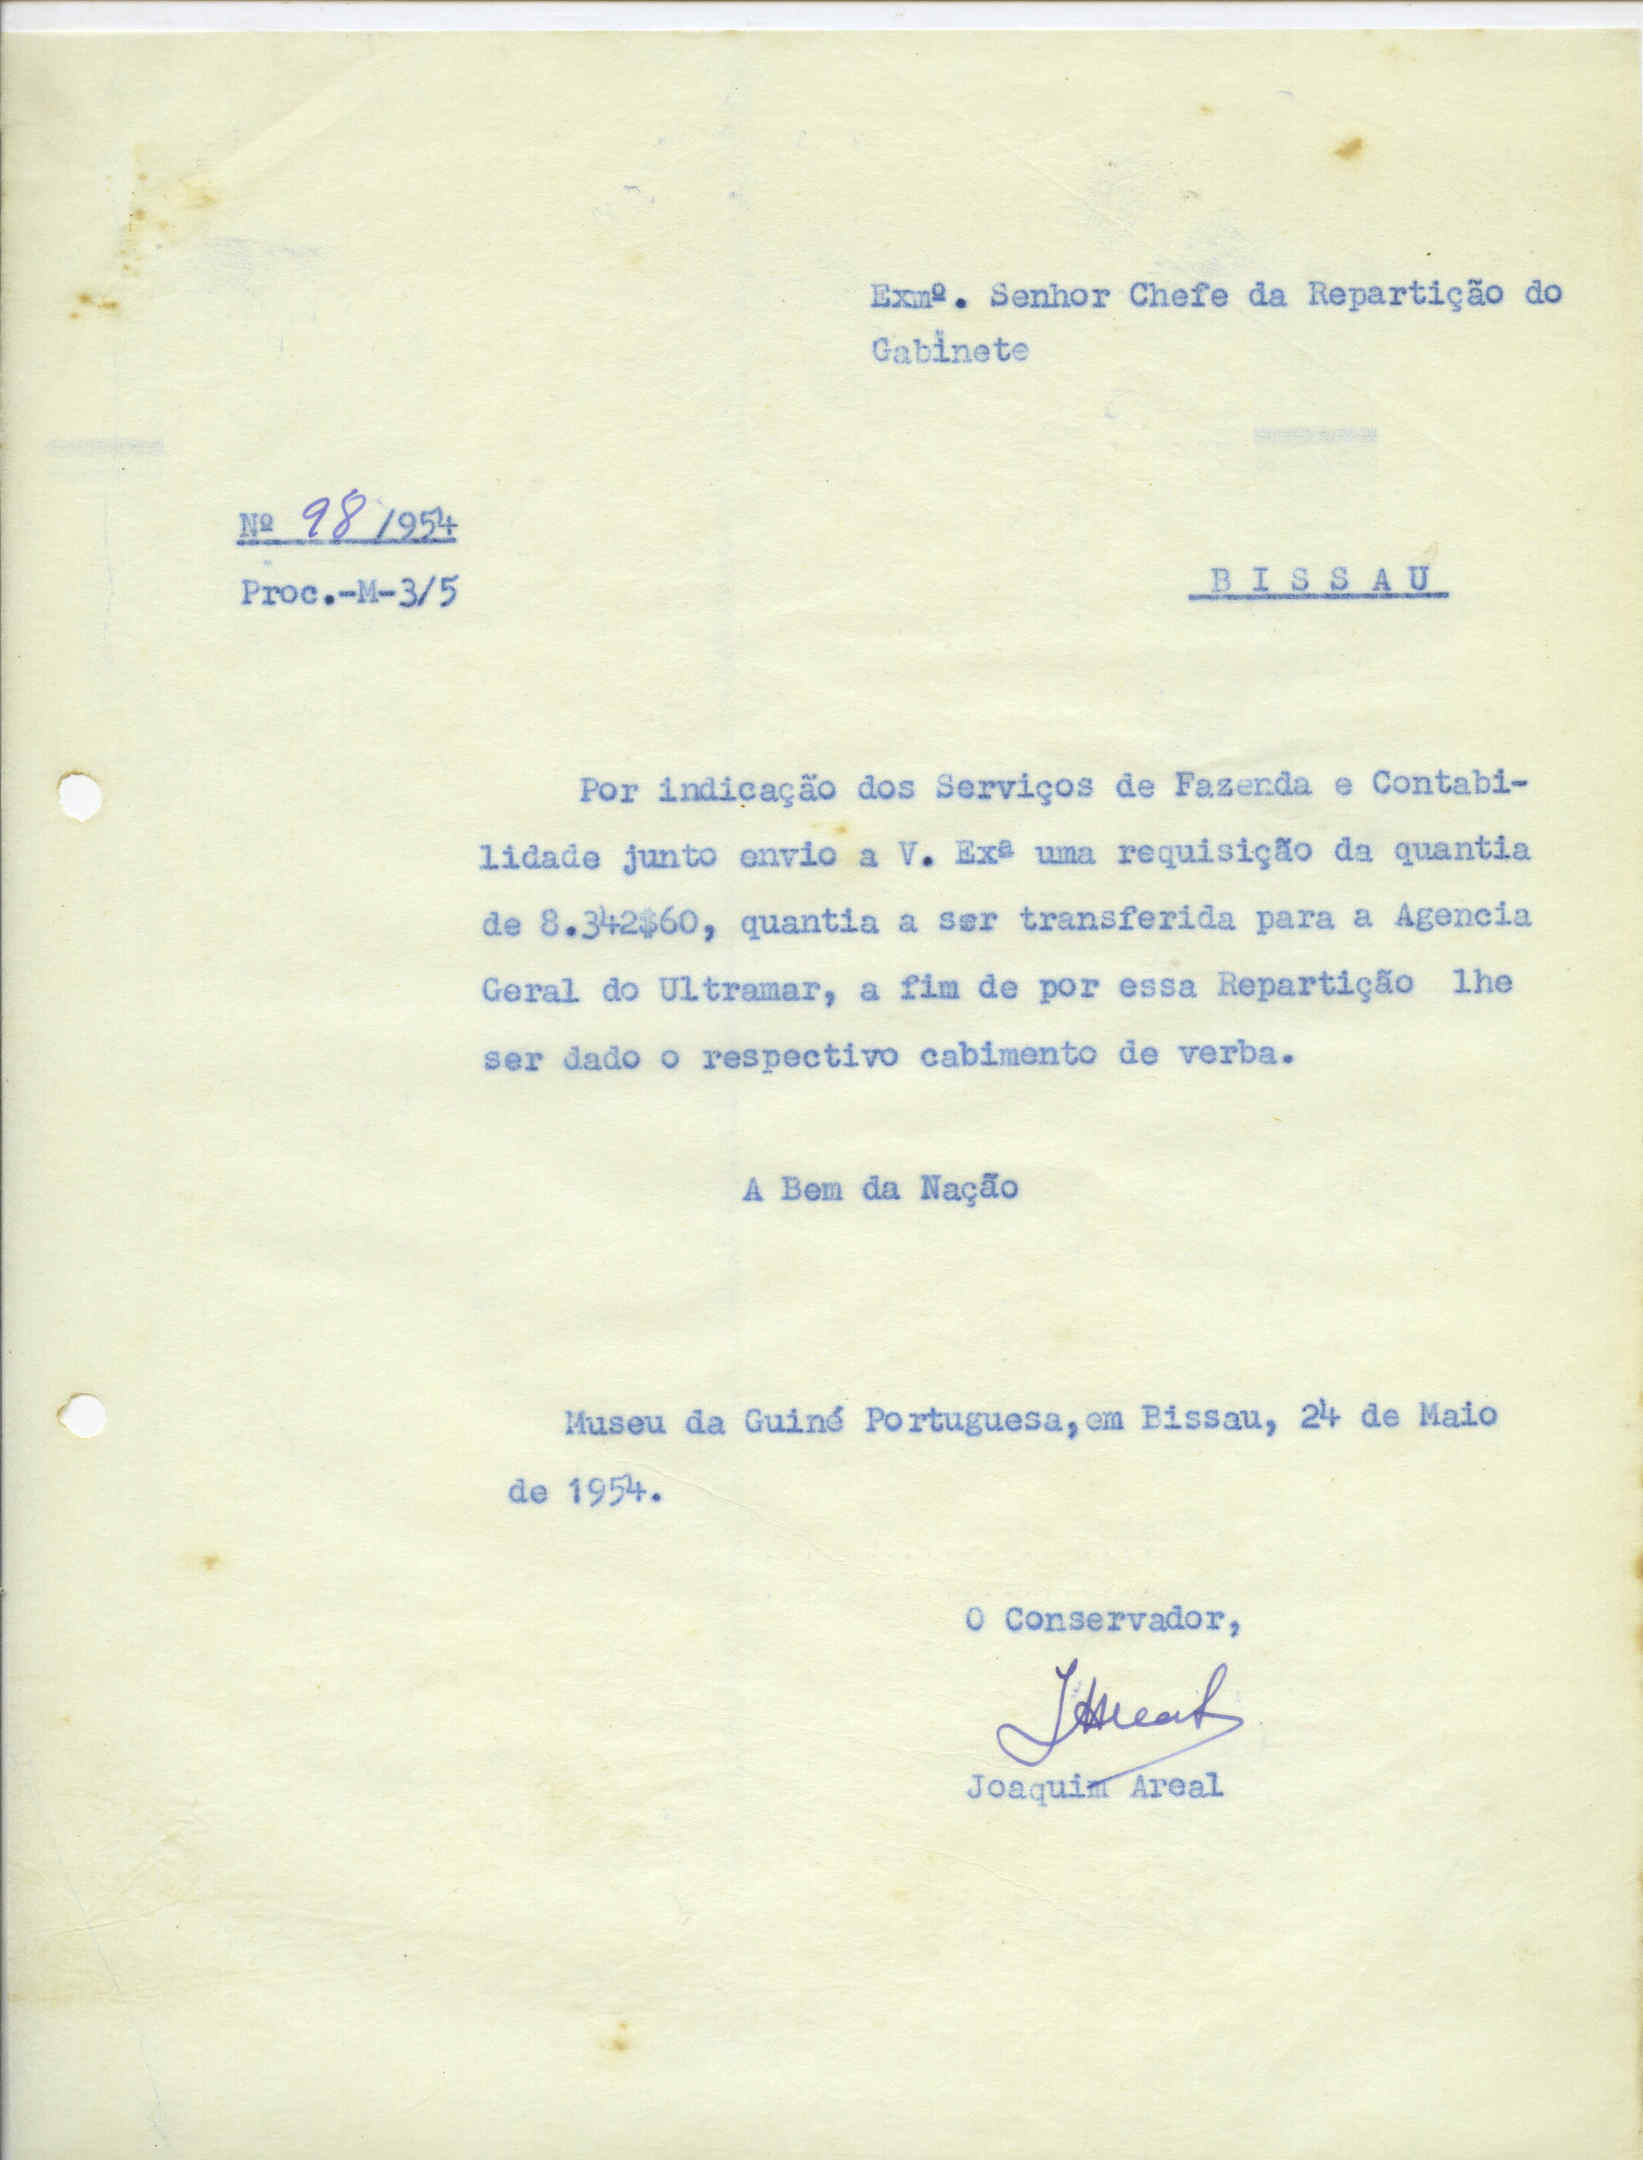 Exmº. Senhor Chefe da Repartição do
Gabinete
Nº 98/954
Proc.-M-3/5
B I S S A U
Por indicação dos Serviços de Fazenda e Contabi-
lidade junto envio a V. Exª uma requisição da quantia
de 8.342$60, quantia a ser transferida para a Agencia
Geral do Ultramar, a fim de por essa Repartição lhe
ser dado o respectivo cabimento de verba.
A Bem da Nação
Museu da Guiné Portuguesa,em Bissau, 24 de Maio
de 1954.
O Conservador,
JAreal
Joaquim Areal